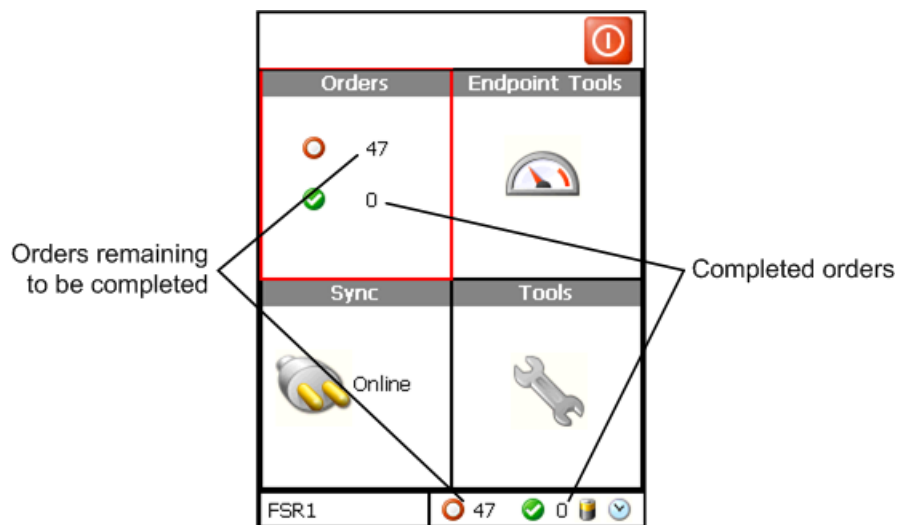 Orders
Endpoint Tools
47
0
Orders remaining
to be completed
Completed orders
Sync
Tools
Online
FSR1
47
0